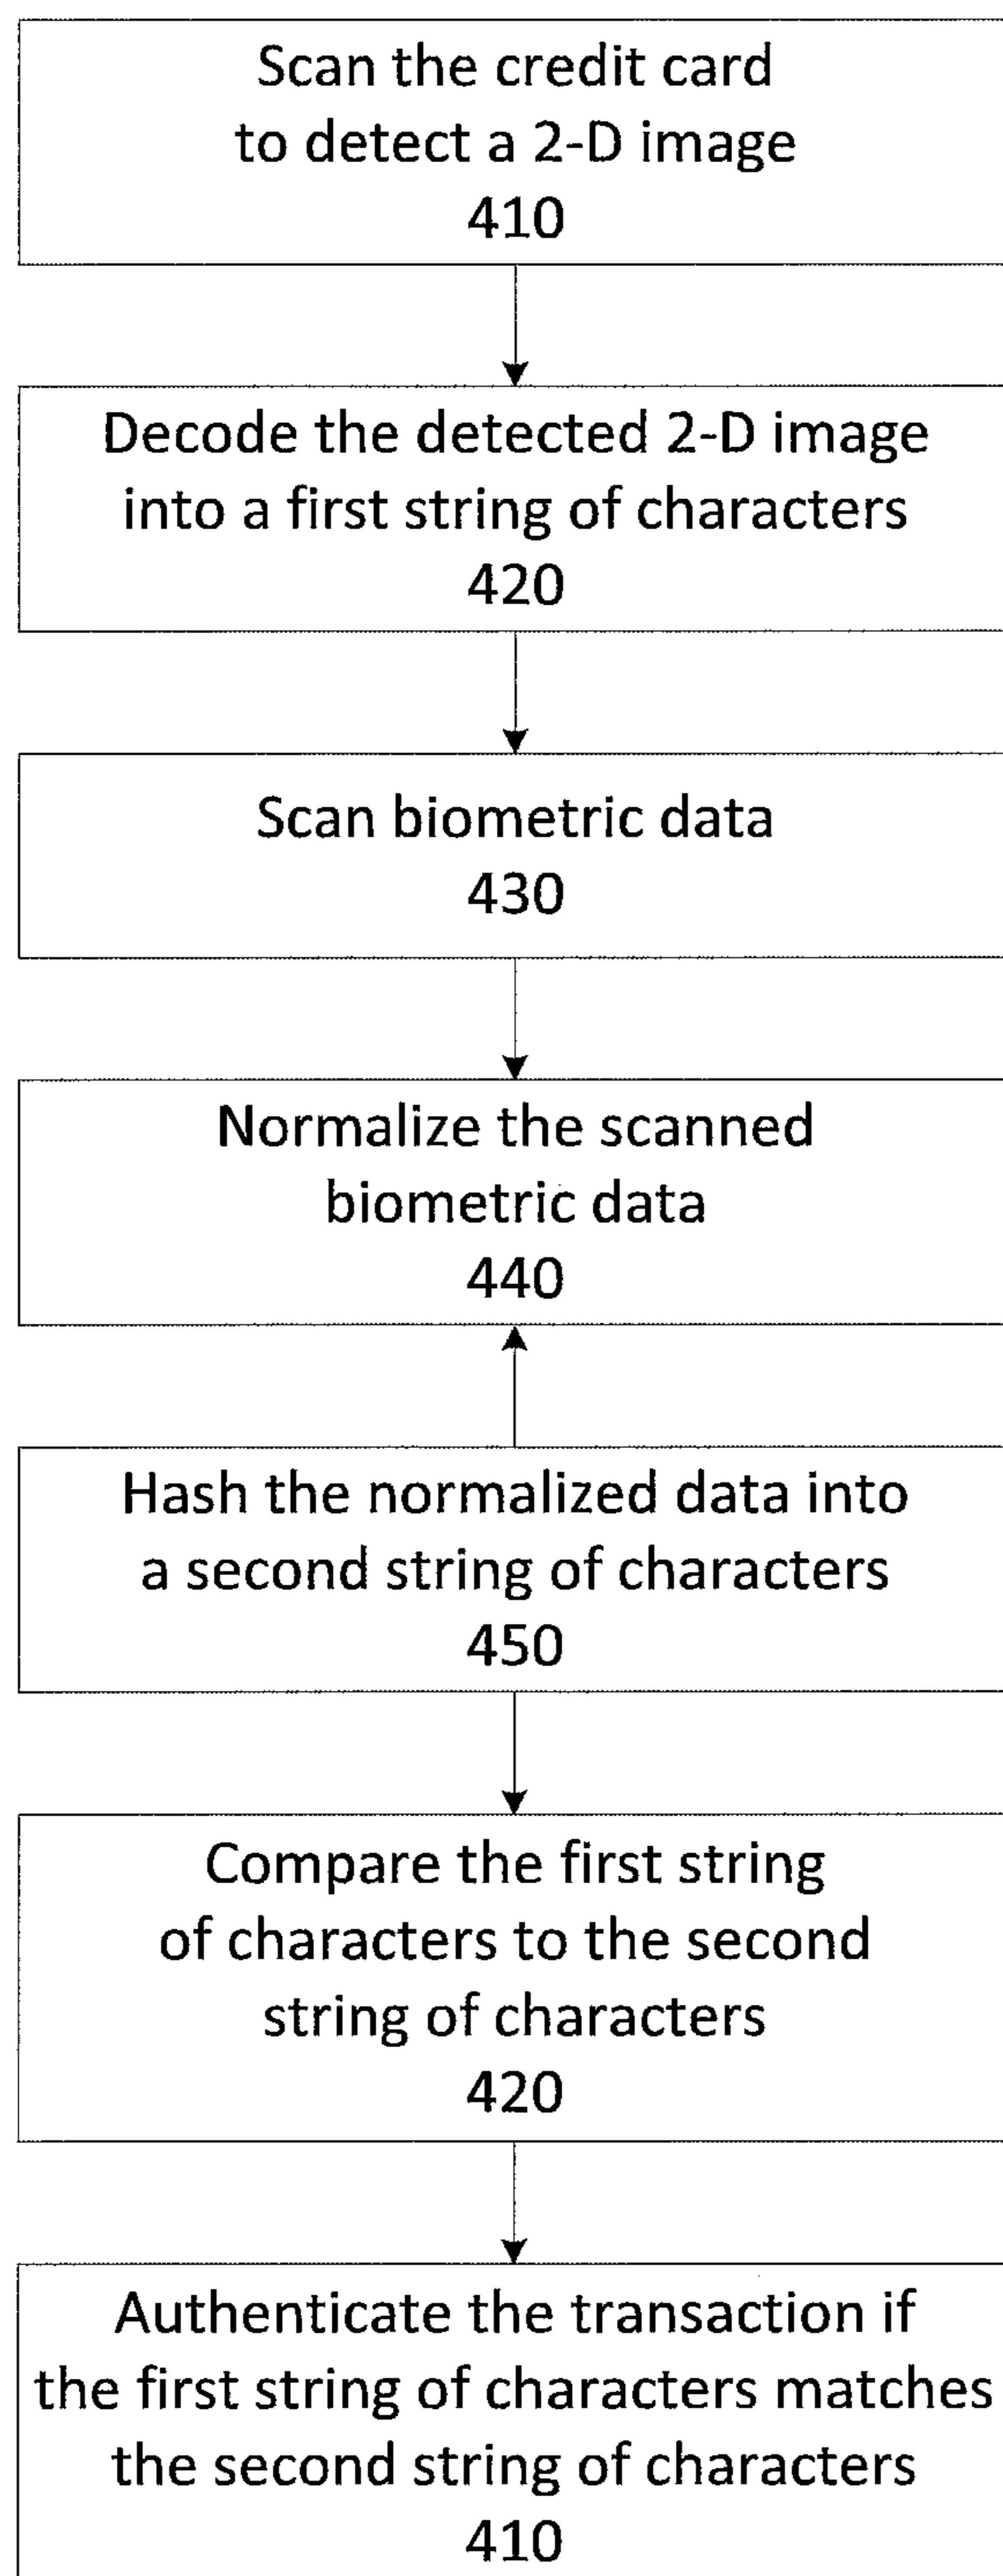 Scan the credit card
to detect a 2-D image
410
Decode the detected 2-D image
into a first string of characters
420
Scan biometric data
430
Normalize the scanned
biometric data
440
Hash the normalized data into
a second string of characters
450
Compare the first string
of characters to the second
string of characters
420
Authenticate the transaction if
the first string of characters matches
the second string of characters
410